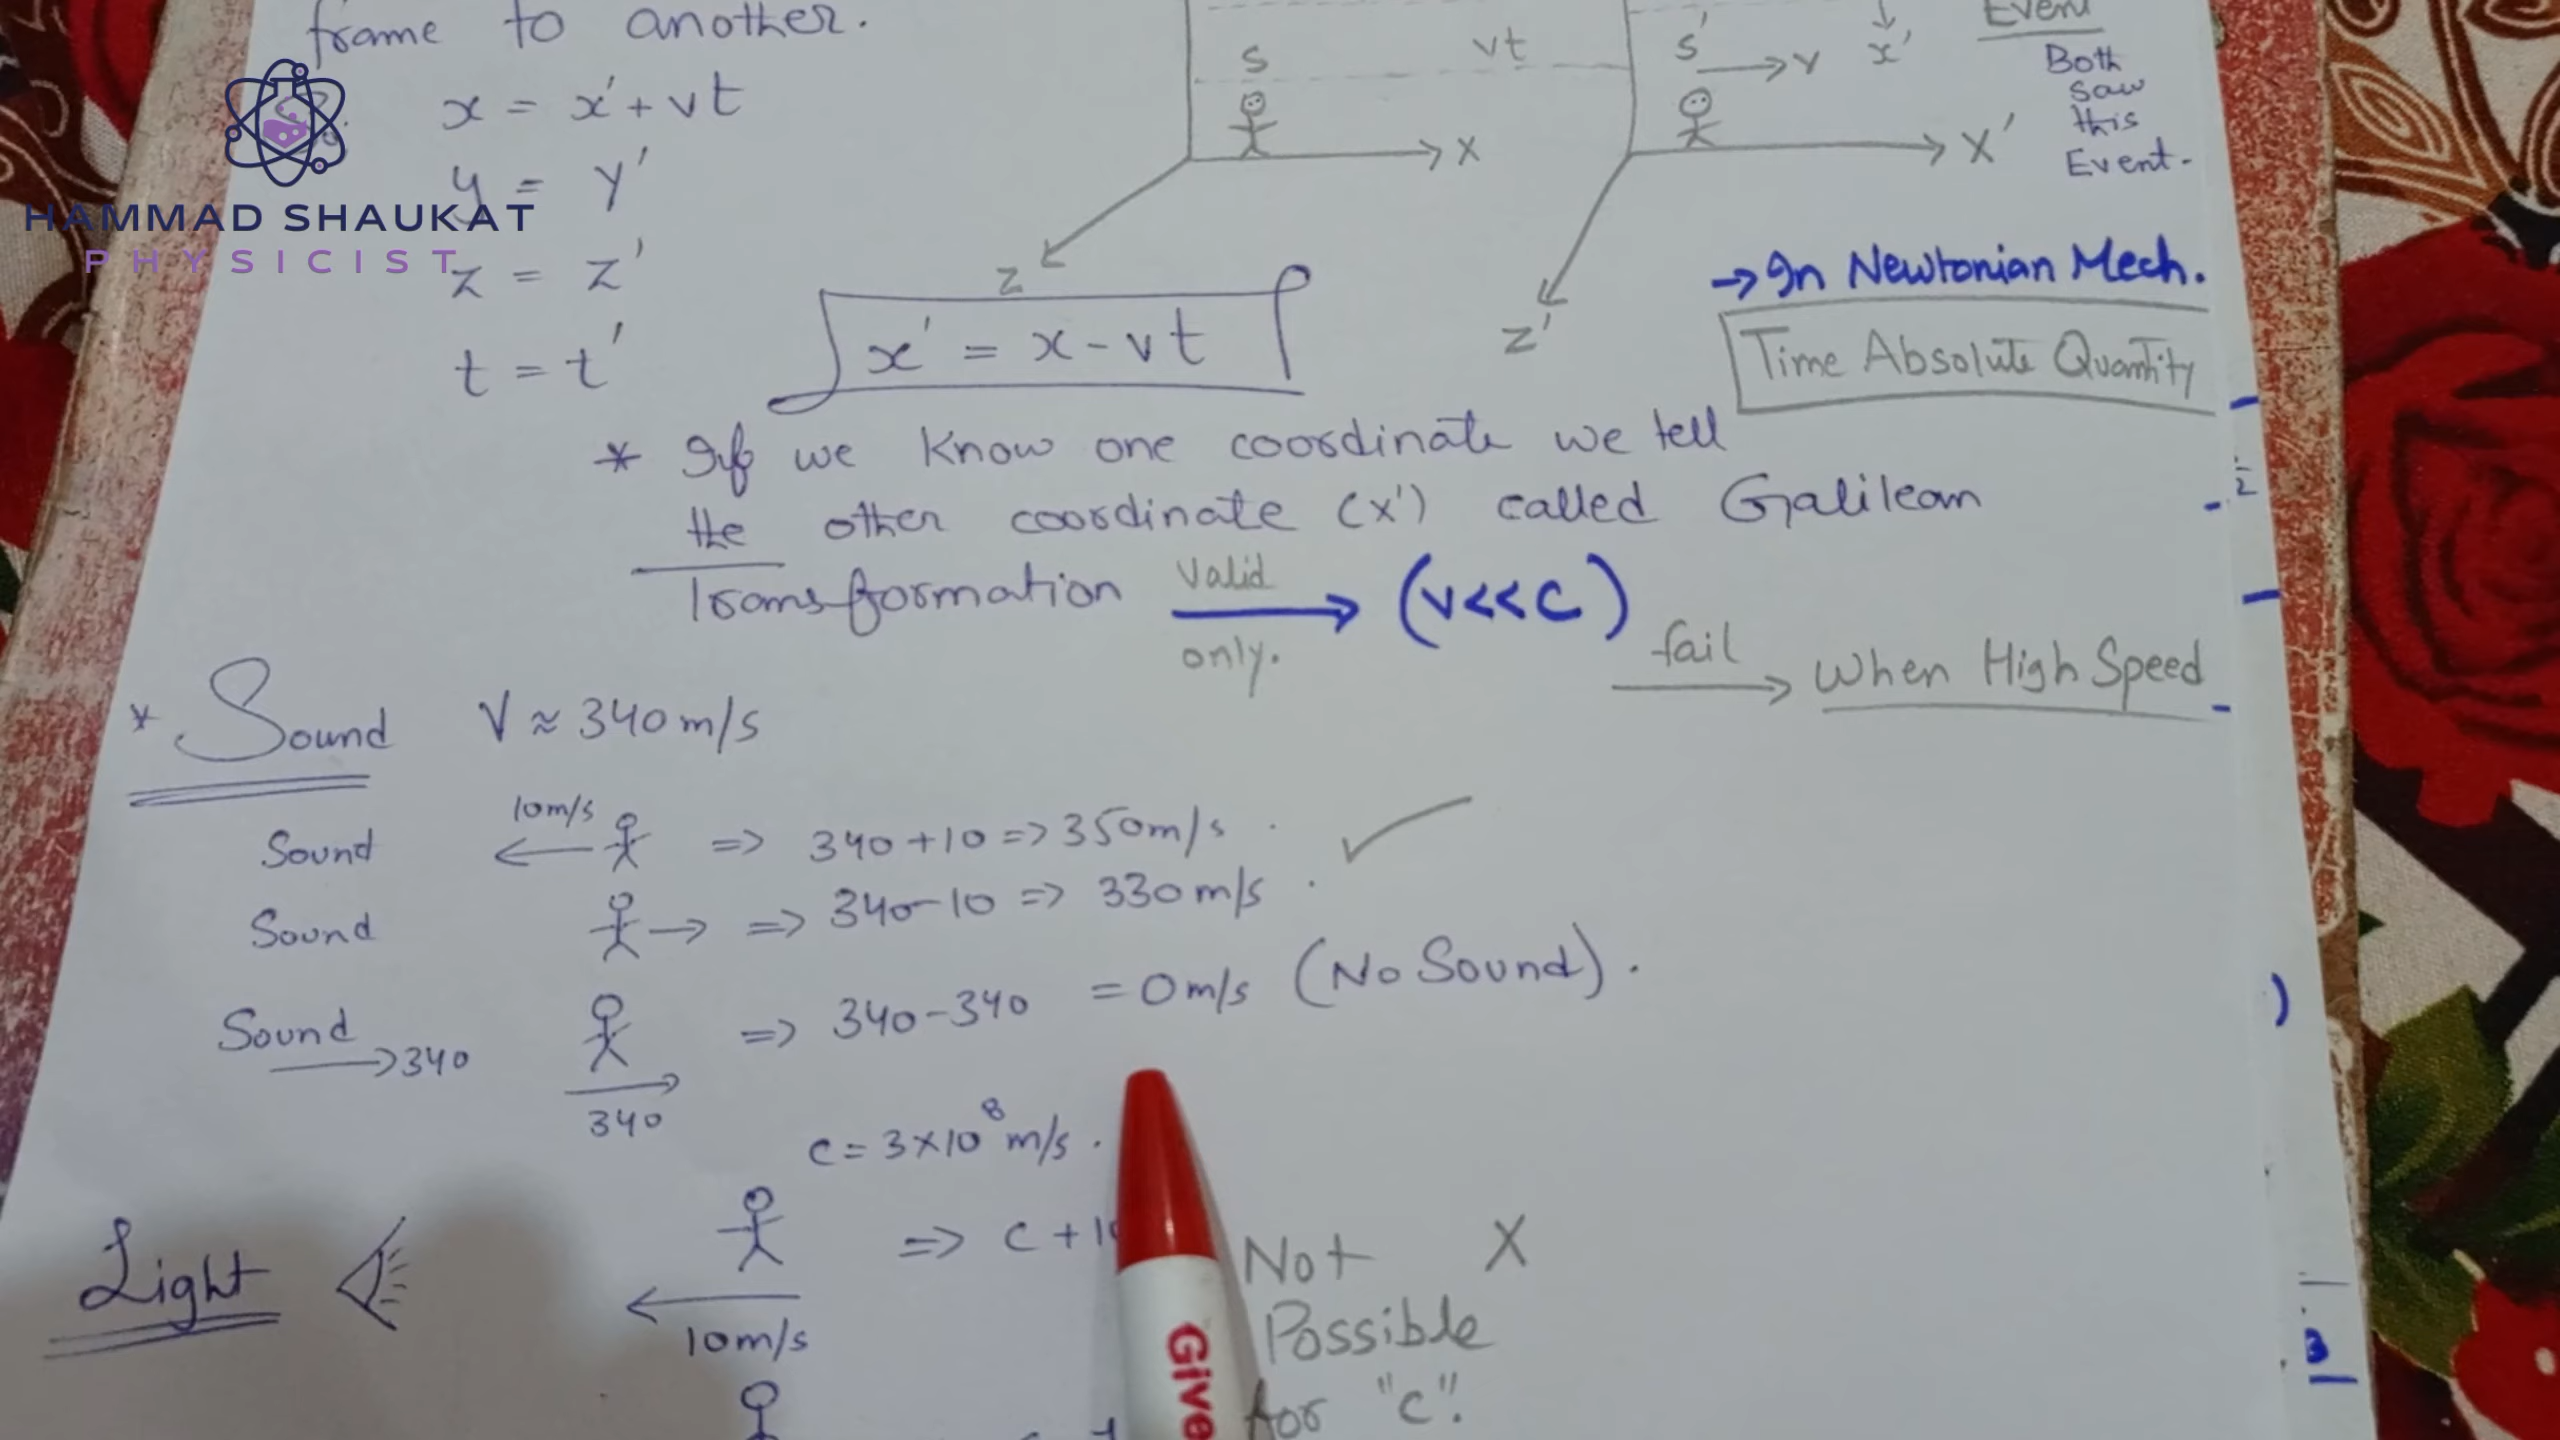 frame to another.
x = x' + vt
y = y'
z = z'
t = t'
HAMMAD SHAUKAT
PHYSICIST
S
vt
S' → v
x'
X
X'
Z
Z'
Event
Both
saw
this
Event.
x' = x - vt
→ In Newtonian Mech.
Time Absolute Quantity
* If we know one coordinate we tell
the other coordinate (x') called Galilean
Transformation valid only. → (v<<c)
fail → When High Speed
* Sound V ≈ 340 m/s
Sound ← 10m/s => 340 + 10 => 350m/s .
Sound → => 340-10 => 330 m/s .
Sound → 340 340 => 340-340 = 0 m/s (No Sound).
c = 3×10⁸ m/s .
Light ← 10m/s => c + 1
Not X
Possible
for "c".
Give
2
)
3